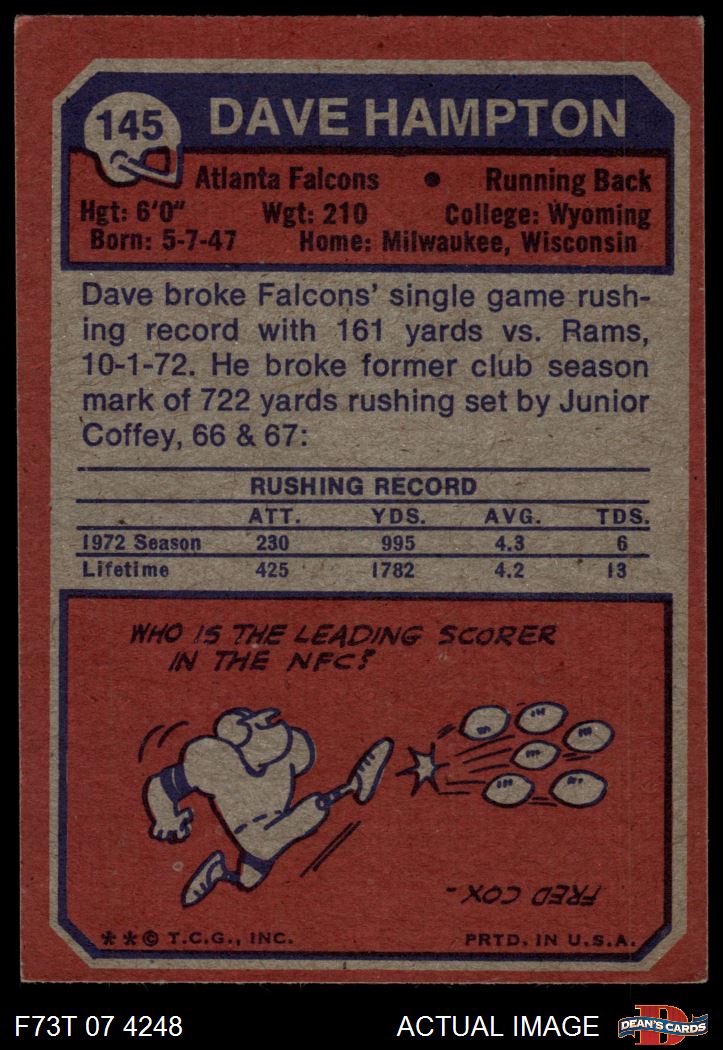 145 DAVE HAMPTON
Atlanta Falcons • Running Back
Hgt: 6'0" Wgt: 210 College: Wyoming
Born: 5-7-47 Home: Milwaukee, Wisconsin
Dave broke Falcons' single game rush-
ing record with 161 yards vs. Rams,
10-1-72. He broke former club season
mark of 722 yards rushing set by Junior
Coffey, 66 & 67:
RUSHING RECORD
ATT. YDS. AVG. TDS.
1972 Season 230 995 4.3 6
Lifetime 425 1782 4.2 13
WHO IS THE LEADING SCORER
IN THE NFC?
FRED COX-
**© T.C.G., INC. PRTD. IN U.S.A.
F73T 07 4248 ACTUAL IMAGE D DEAN'S CARDS